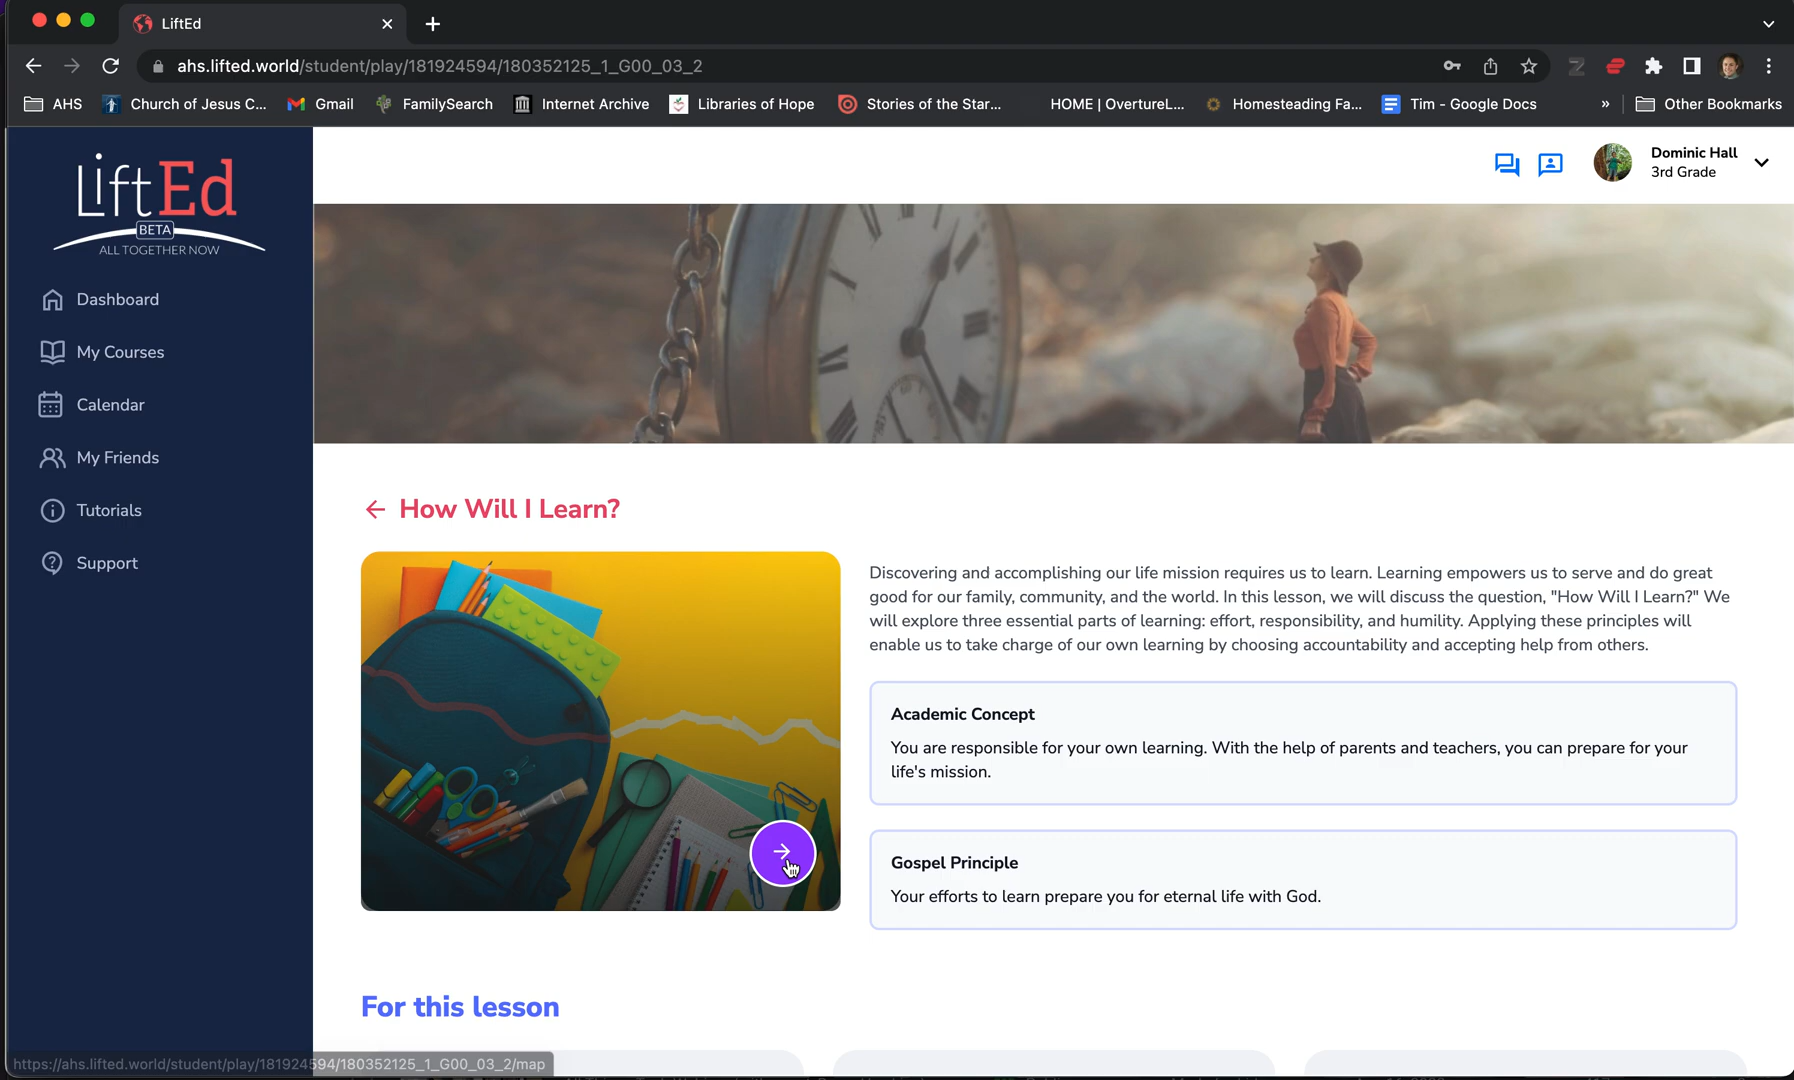 LiftEd
ahs.lifted.world/student/play/181924594/180352125_1_G00_03_2
AHS
Church of Jesus C...
Gmail
FamilySearch
Internet Archive
Libraries of Hope
Stories of the Star...
HOME | OvertureL...
Homesteading Fa...
Tim - Google Docs
»
Other Bookmarks
LiftEd
BETA
ALL TOGETHER NOW
Dashboard
My Courses
Calendar
My Friends
Tutorials
Support
Dominic Hall
3rd Grade
How Will I Learn?
Discovering and accomplishing our life mission requires us to learn. Learning empowers us to serve and do great
good for our family, community, and the world. In this lesson, we will discuss the question, "How Will I Learn?" We
will explore three essential parts of learning: effort, responsibility, and humility. Applying these principles will
enable us to take charge of our own learning by choosing accountability and accepting help from others.
Academic Concept
You are responsible for your own learning. With the help of parents and teachers, you can prepare for your
life's mission.
Gospel Principle
Your efforts to learn prepare you for eternal life with God.
For this lesson
https://ahs.lifted.world/student/play/181924594/180352125_1_G00_03_2/map